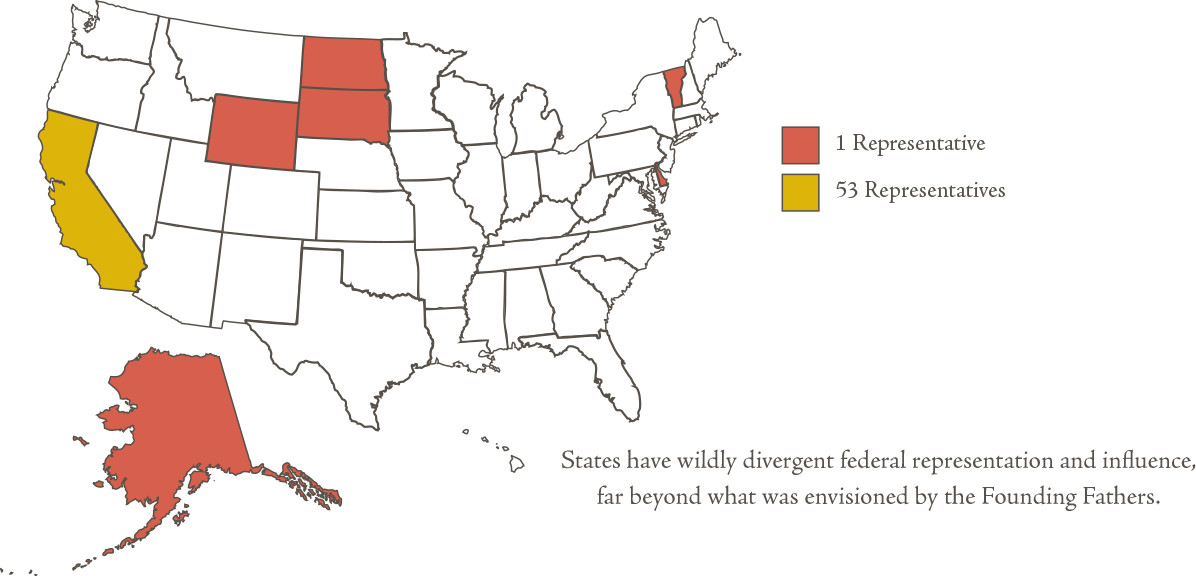 1 Representative
53 Representatives
States have wildly divergent federal representation and influence,
far beyond what was envisioned by the Founding Fathers.